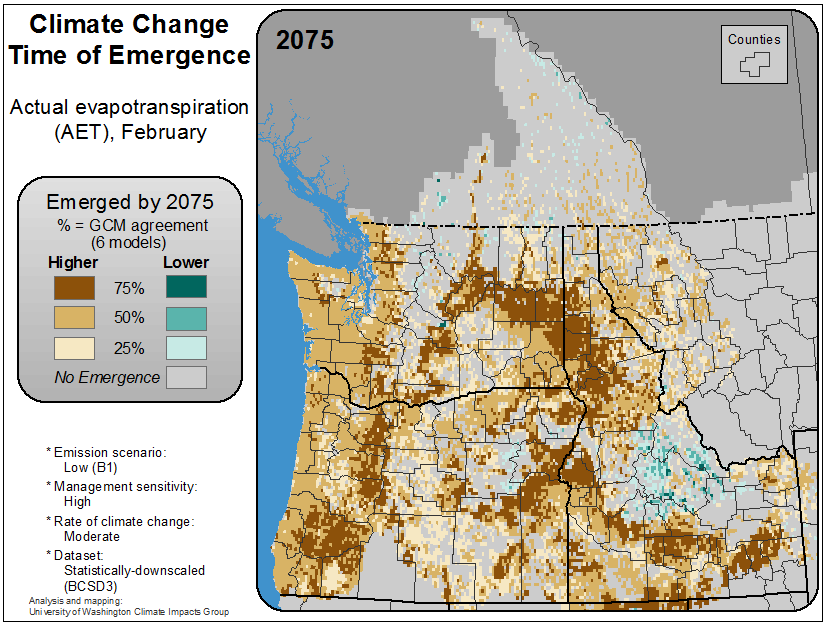 Climate Change
Time of Emergence
Actual evapotranspiration
(AET), February
Emerged by 2075
% = GCM agreement
(6 models)
Higher Lower
75%
50%
25%
No Emergence
* Emission scenario:
Low (B1)
* Management sensitivity:
High
* Rate of climate change:
Moderate
* Dataset:
Statistically-downscaled
(BCSD3)
Analysis and mapping:
University of Washington Climate Impacts Group
2075
Counties